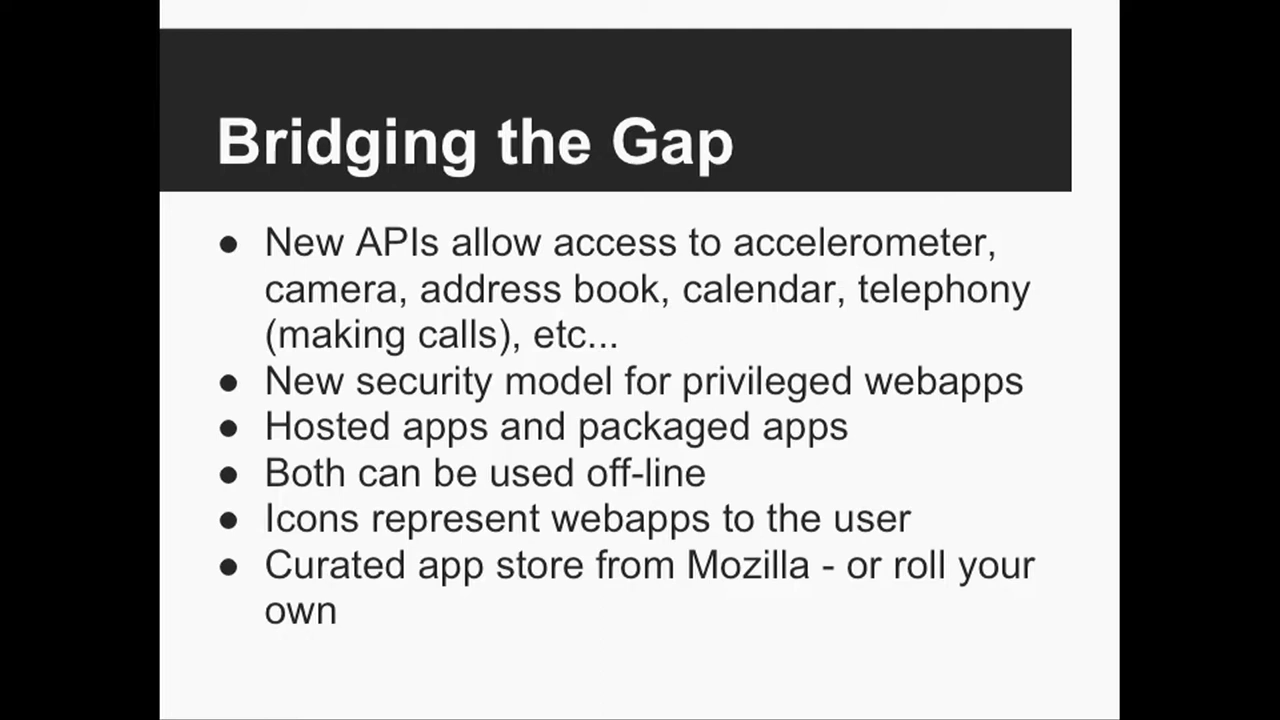 Bridging the Gap
● New APIs allow access to accelerometer,
camera, address book, calendar, telephony
(making calls), etc...
● New security model for privileged webapps
● Hosted apps and packaged apps
● Both can be used off-line
● Icons represent webapps to the user
● Curated app store from Mozilla - or roll your
own